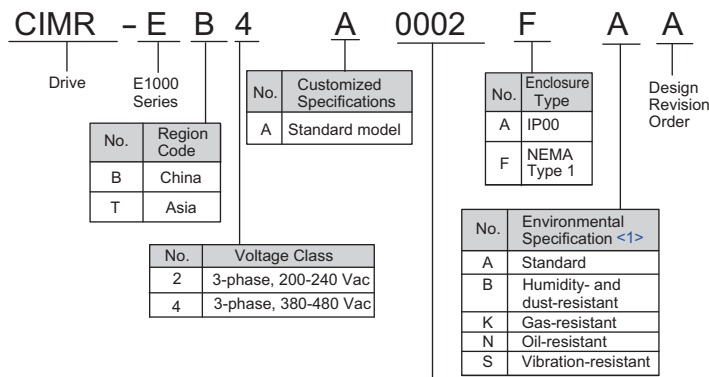 CIMR - E B 4 A 0002 F A A
Drive
E1000
Series
Design
Revision
Order
No. Region
Code
B China
T Asia
No. Customized
Specifications
A Standard model
No. Enclosure
Type
A IP00
F NEMA
Type 1
No. Voltage Class
2 3-phase, 200-240 Vac
4 3-phase, 380-480 Vac
No. Environmental
Specification <1>
A Standard
B Humidity- and
dust-resistant
K Gas-resistant
N Oil-resistant
S Vibration-resistant